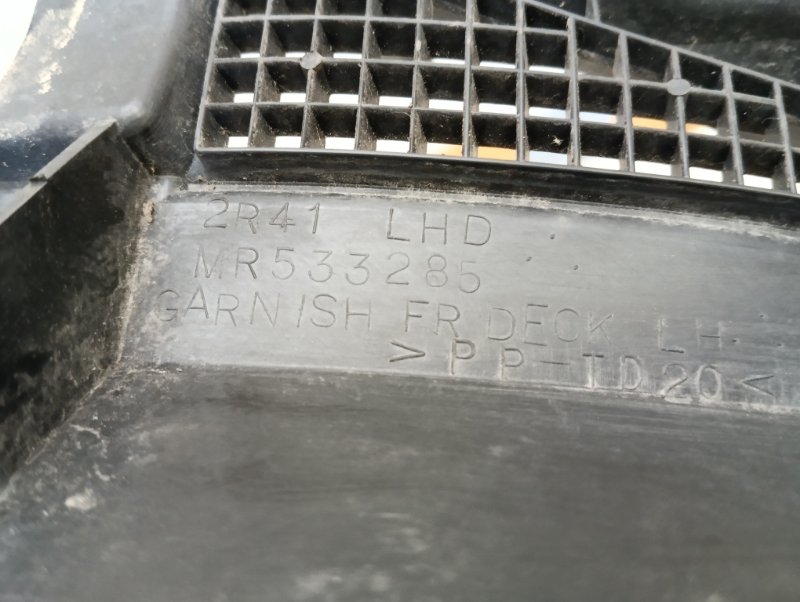 2R41 LHD
MR533285
GARNISH FR DECK LH
>PP-TD20<